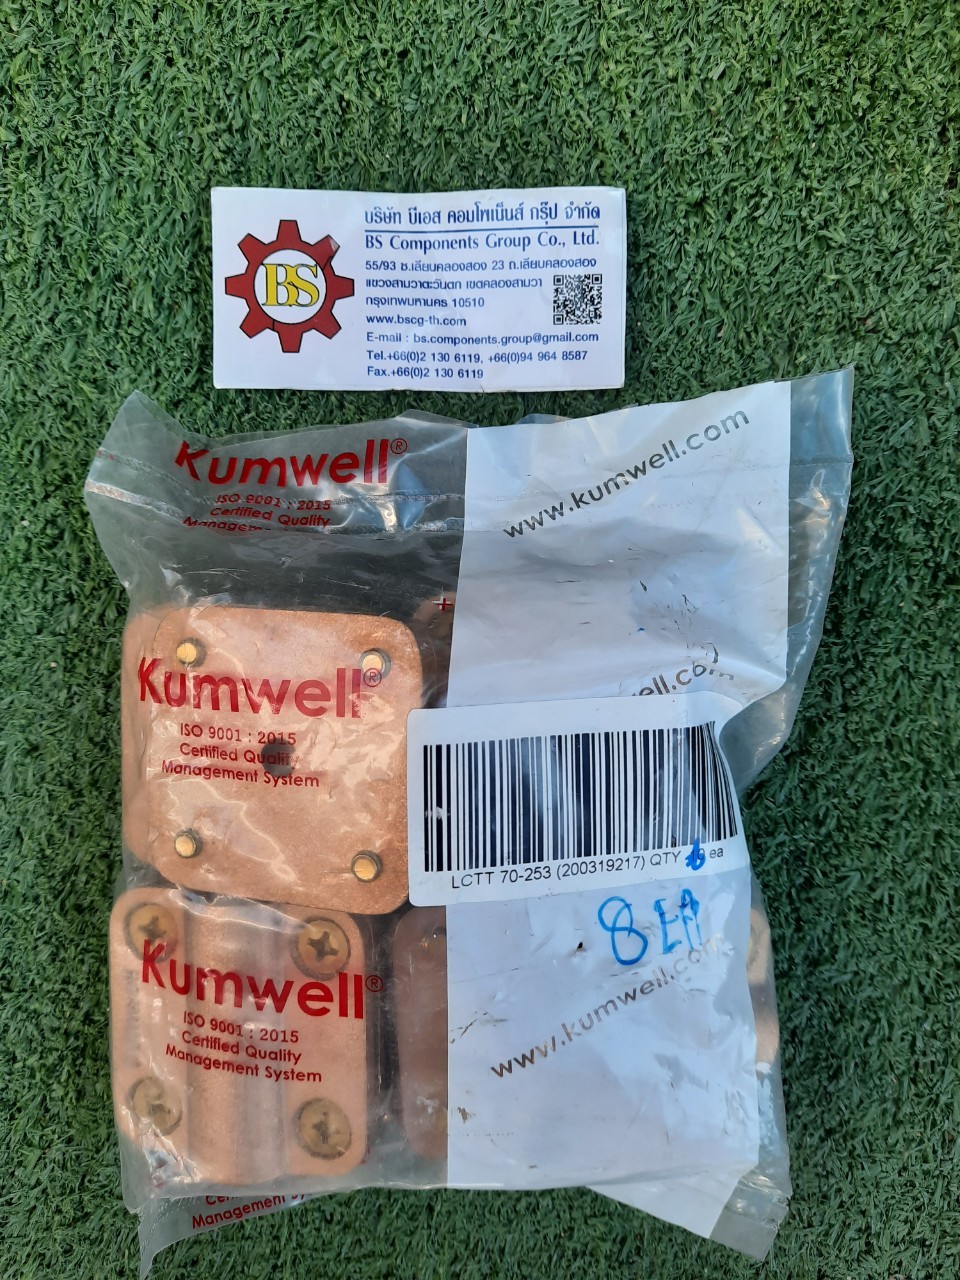 บริษัท บีเอส คอมโพเน็นส์ กรุ๊ป จำกัด
BS Components Group Co., Ltd.
55/93 ซ.เลียบคลองสอง 23 ถ.เลียบคลองสอง
แขวงสามวาตะวันตก เขตคลองสามวา
กรุงเทพมหานคร 10510
www.bscg-th.com
E-mail : bs.components.group@gmail.com
Tel.+66(0)2 130 6119, +66(0)94 964 8587
Fax.+66(0)2 130 6119
BS
Kumwell®
ISO 9001 : 2015
Certified Quality
www.kumwell.com
Kumwell®
ISO 9001 : 2015
Certified Quality
Management System
LCTT 70-253 (200319217) QTY ea
8 EA
Kumwell®
ISO 9001 : 2015
Certified Quality
Management System
www.kumwell.com
Management